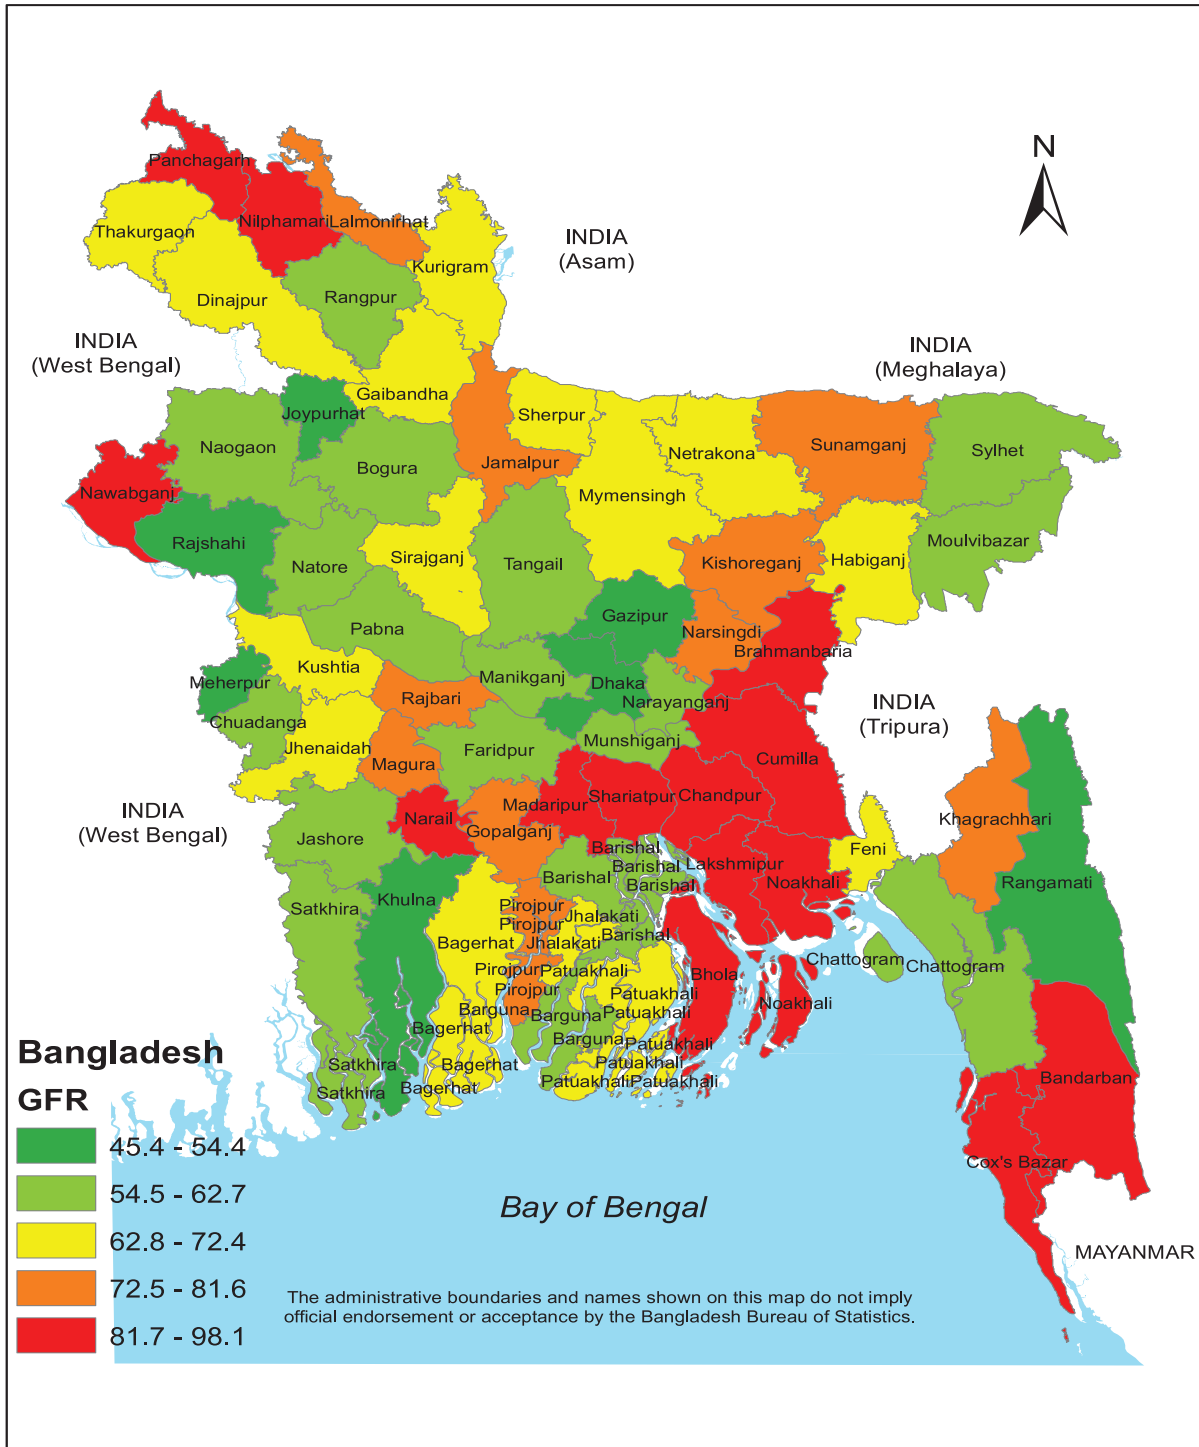 N
Panchagarh
Nilphamari
Lalmonirhat
Thakurgaon
INDIA
(Asam)
Kurigram
Dinajpur
Rangpur
INDIA
(West Bengal)
INDIA
(Meghalaya)
Gaibandha
Joypurhat
Sherpur
Naogaon
Bogura
Jamalpur
Netrakona
Sunamganj
Sylhet
Nawabganj
Mymensingh
Rajshahi
Natore
Sirajganj
Tangail
Kishoreganj
Habiganj
Moulvibazar
Pabna
Gazipur
Narsingdi
Brahmanbaria
Kushtia
Meherpur
Manikganj
Dhaka
Rajbari
Narayanganj
INDIA
(Tripura)
Chuadanga
Jhenaidah
Faridpur
Munshiganj
Magura
Cumilla
INDIA
(West Bengal)
Narail
Madaripur
Shariatpur
Chandpur
Gopalganj
Khagrachhari
Jashore
Barishal
Barishal
Barishal
Barishal
Lakshmipur
Feni
Noakhali
Rangamati
Satkhira
Khulna
Pirojpur
Pirojpur
Jhalakati
Bagerhat
Jhalakati
Barishal
Pirojpur
Patuakhali
Pirojpur
Bhola
Chattogram
Chattogram
Patuakhali
Barguna
Barguna
Patuakhali
Noakhali
Bagerhat
Barguna
Patuakhali
Satkhira
Bagerhat
Patuakhali
Satkhira
Bagerhat
Patuakhali
Patuakhali
Bandarban
Cox's Bazar
Bangladesh
GFR
45.4 - 54.4
54.5 - 62.7
62.8 - 72.4
72.5 - 81.6
81.7 - 98.1
Bay of Bengal
MAYANMAR
The administrative boundaries and names shown on this map do not imply
official endorsement or acceptance by the Bangladesh Bureau of Statistics.